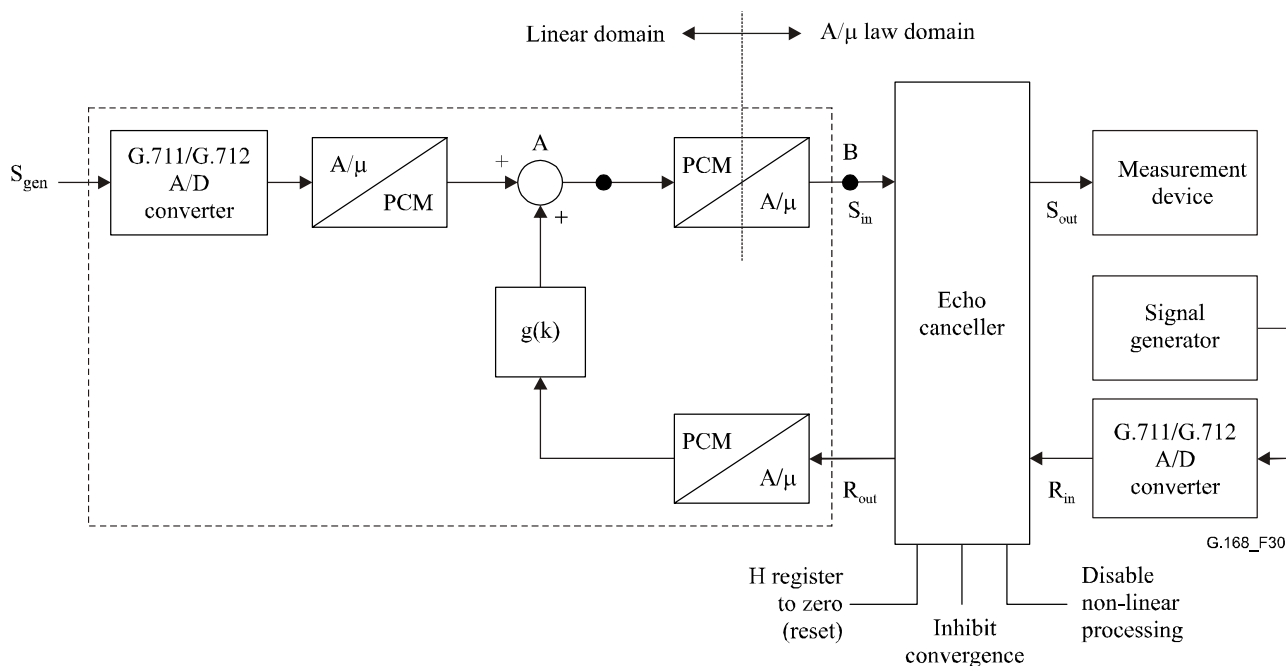 Linear domain
A/μ law domain
S_gen
G.711/G.712
A/D
converter
A/μ
PCM
A
+
+
PCM
A/μ
B
S_in
Echo
canceller
S_out
Measurement
device
g(k)
Signal
generator
PCM
A/μ
R_out
R_in
G.711/G.712
A/D
converter
G.168_F30
H register
to zero
(reset)
Inhibit
convergence
Disable
non-linear
processing